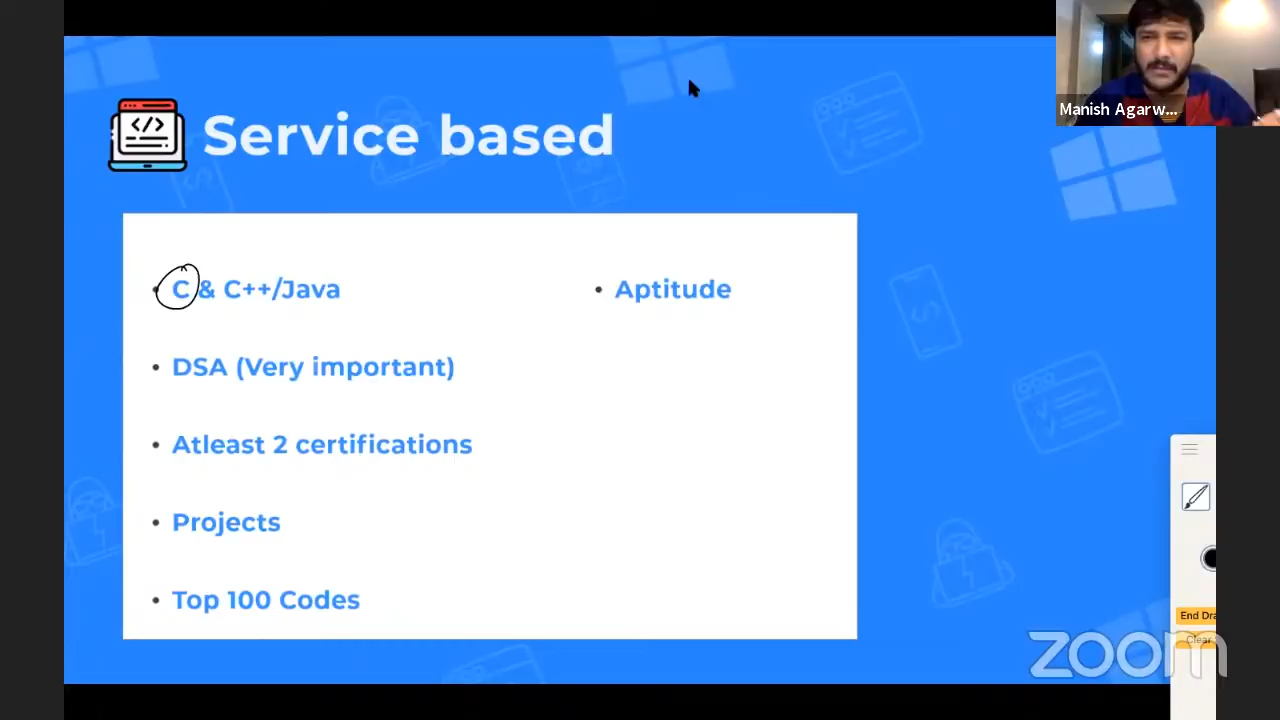 Manish Agarw...
</>
Service based
• C & C++/Java
• DSA (Very important)
• Atleast 2 certifications
• Projects
• Top 100 Codes
• Aptitude
End Dra
Clear
zoom